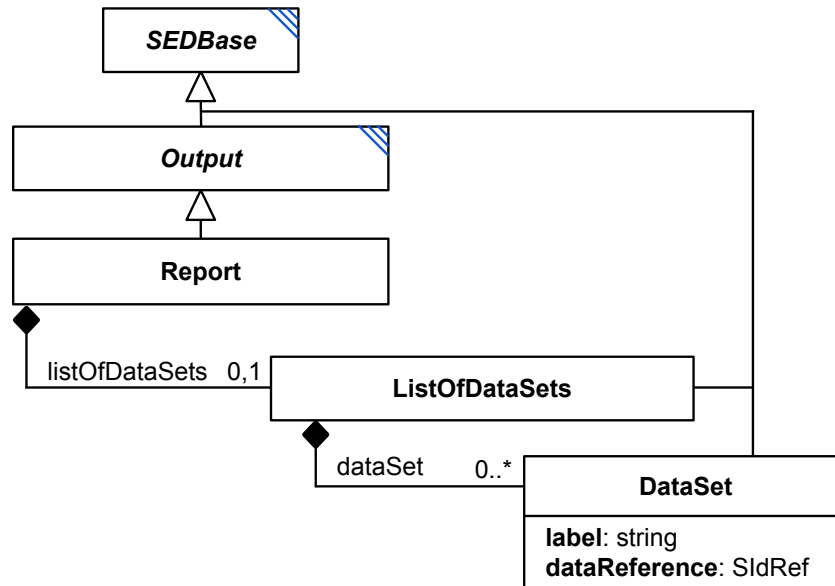 SEDBase
Output
Report
listOfDataSets 0,1
ListOfDataSets
dataSet 0..*
DataSet
label: string
dataReference: SIdRef